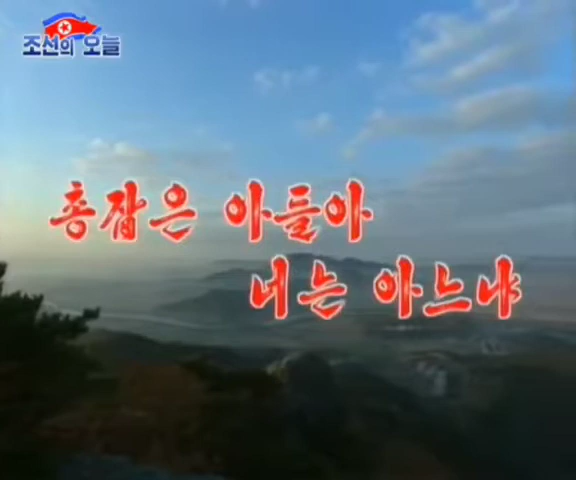 조선의 오늘
총잡은 아들아
너는 아느냐